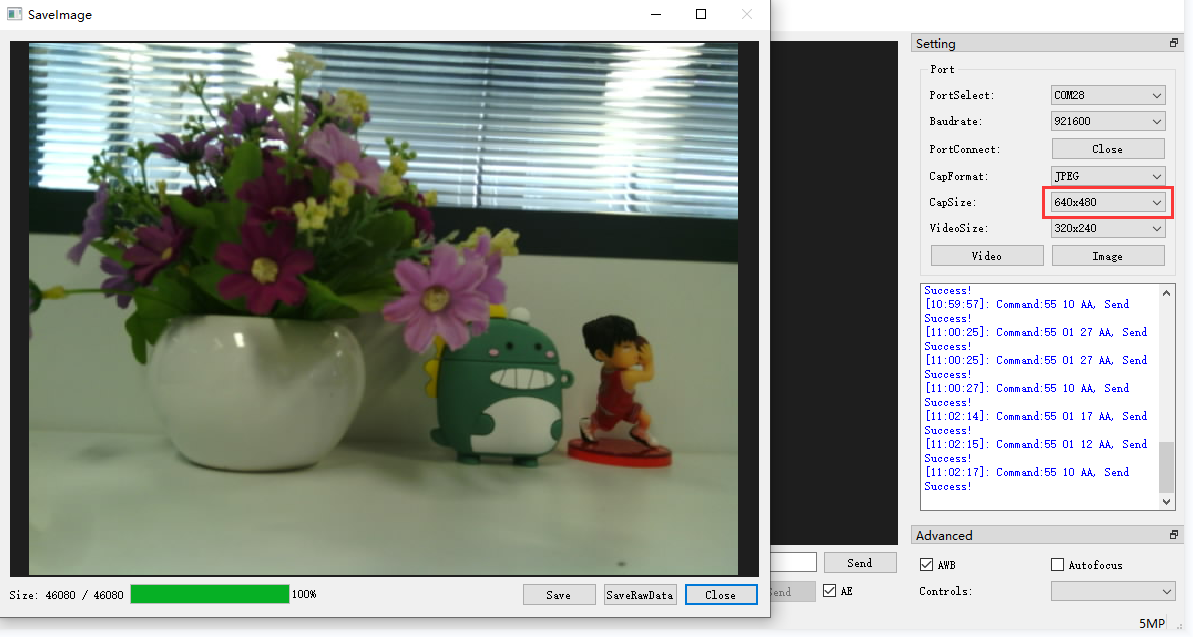 SaveImage
Size: 46080 / 46080
100%
Save
SaveRawData
Close
Setting
Port
PortSelect: COM28
Baudrate: 921600
PortConnect: Close
CapFormat: JPEG
CapSize: 640x480
VideoSize: 320x240
Video Image
Success!
[10:59:57]: Command:55 10 AA, Send
Success!
[11:00:25]: Command:55 01 27 AA, Send
Success!
[11:00:25]: Command:55 01 27 AA, Send
Success!
[11:00:27]: Command:55 10 AA, Send
Success!
[11:02:14]: Command:55 01 17 AA, Send
Success!
[11:02:15]: Command:55 01 12 AA, Send
Success!
[11:02:17]: Command:55 10 AA, Send
Success!
Send
AE
Advanced
AWB Autofocus
Controls:
5MP